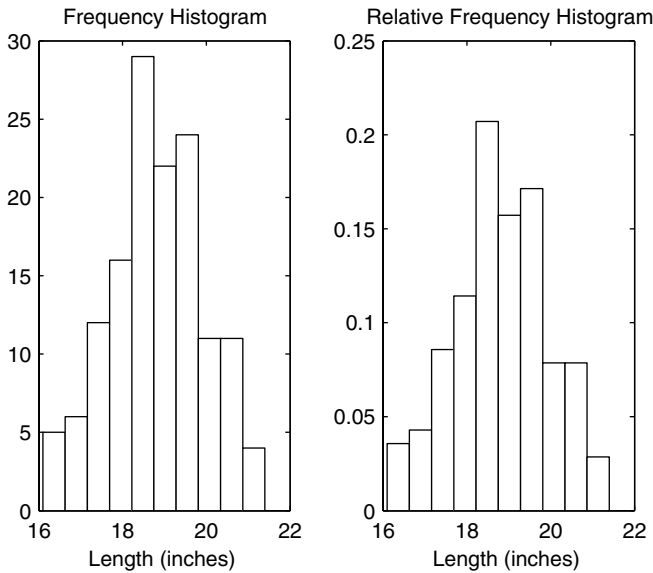 Frequency Histogram
30
25
20
15
10
5
0
16 18 20 22
Length (inches)
Relative Frequency Histogram
0.25
0.2
0.15
0.1
0.05
0
16 18 20 22
Length (inches)